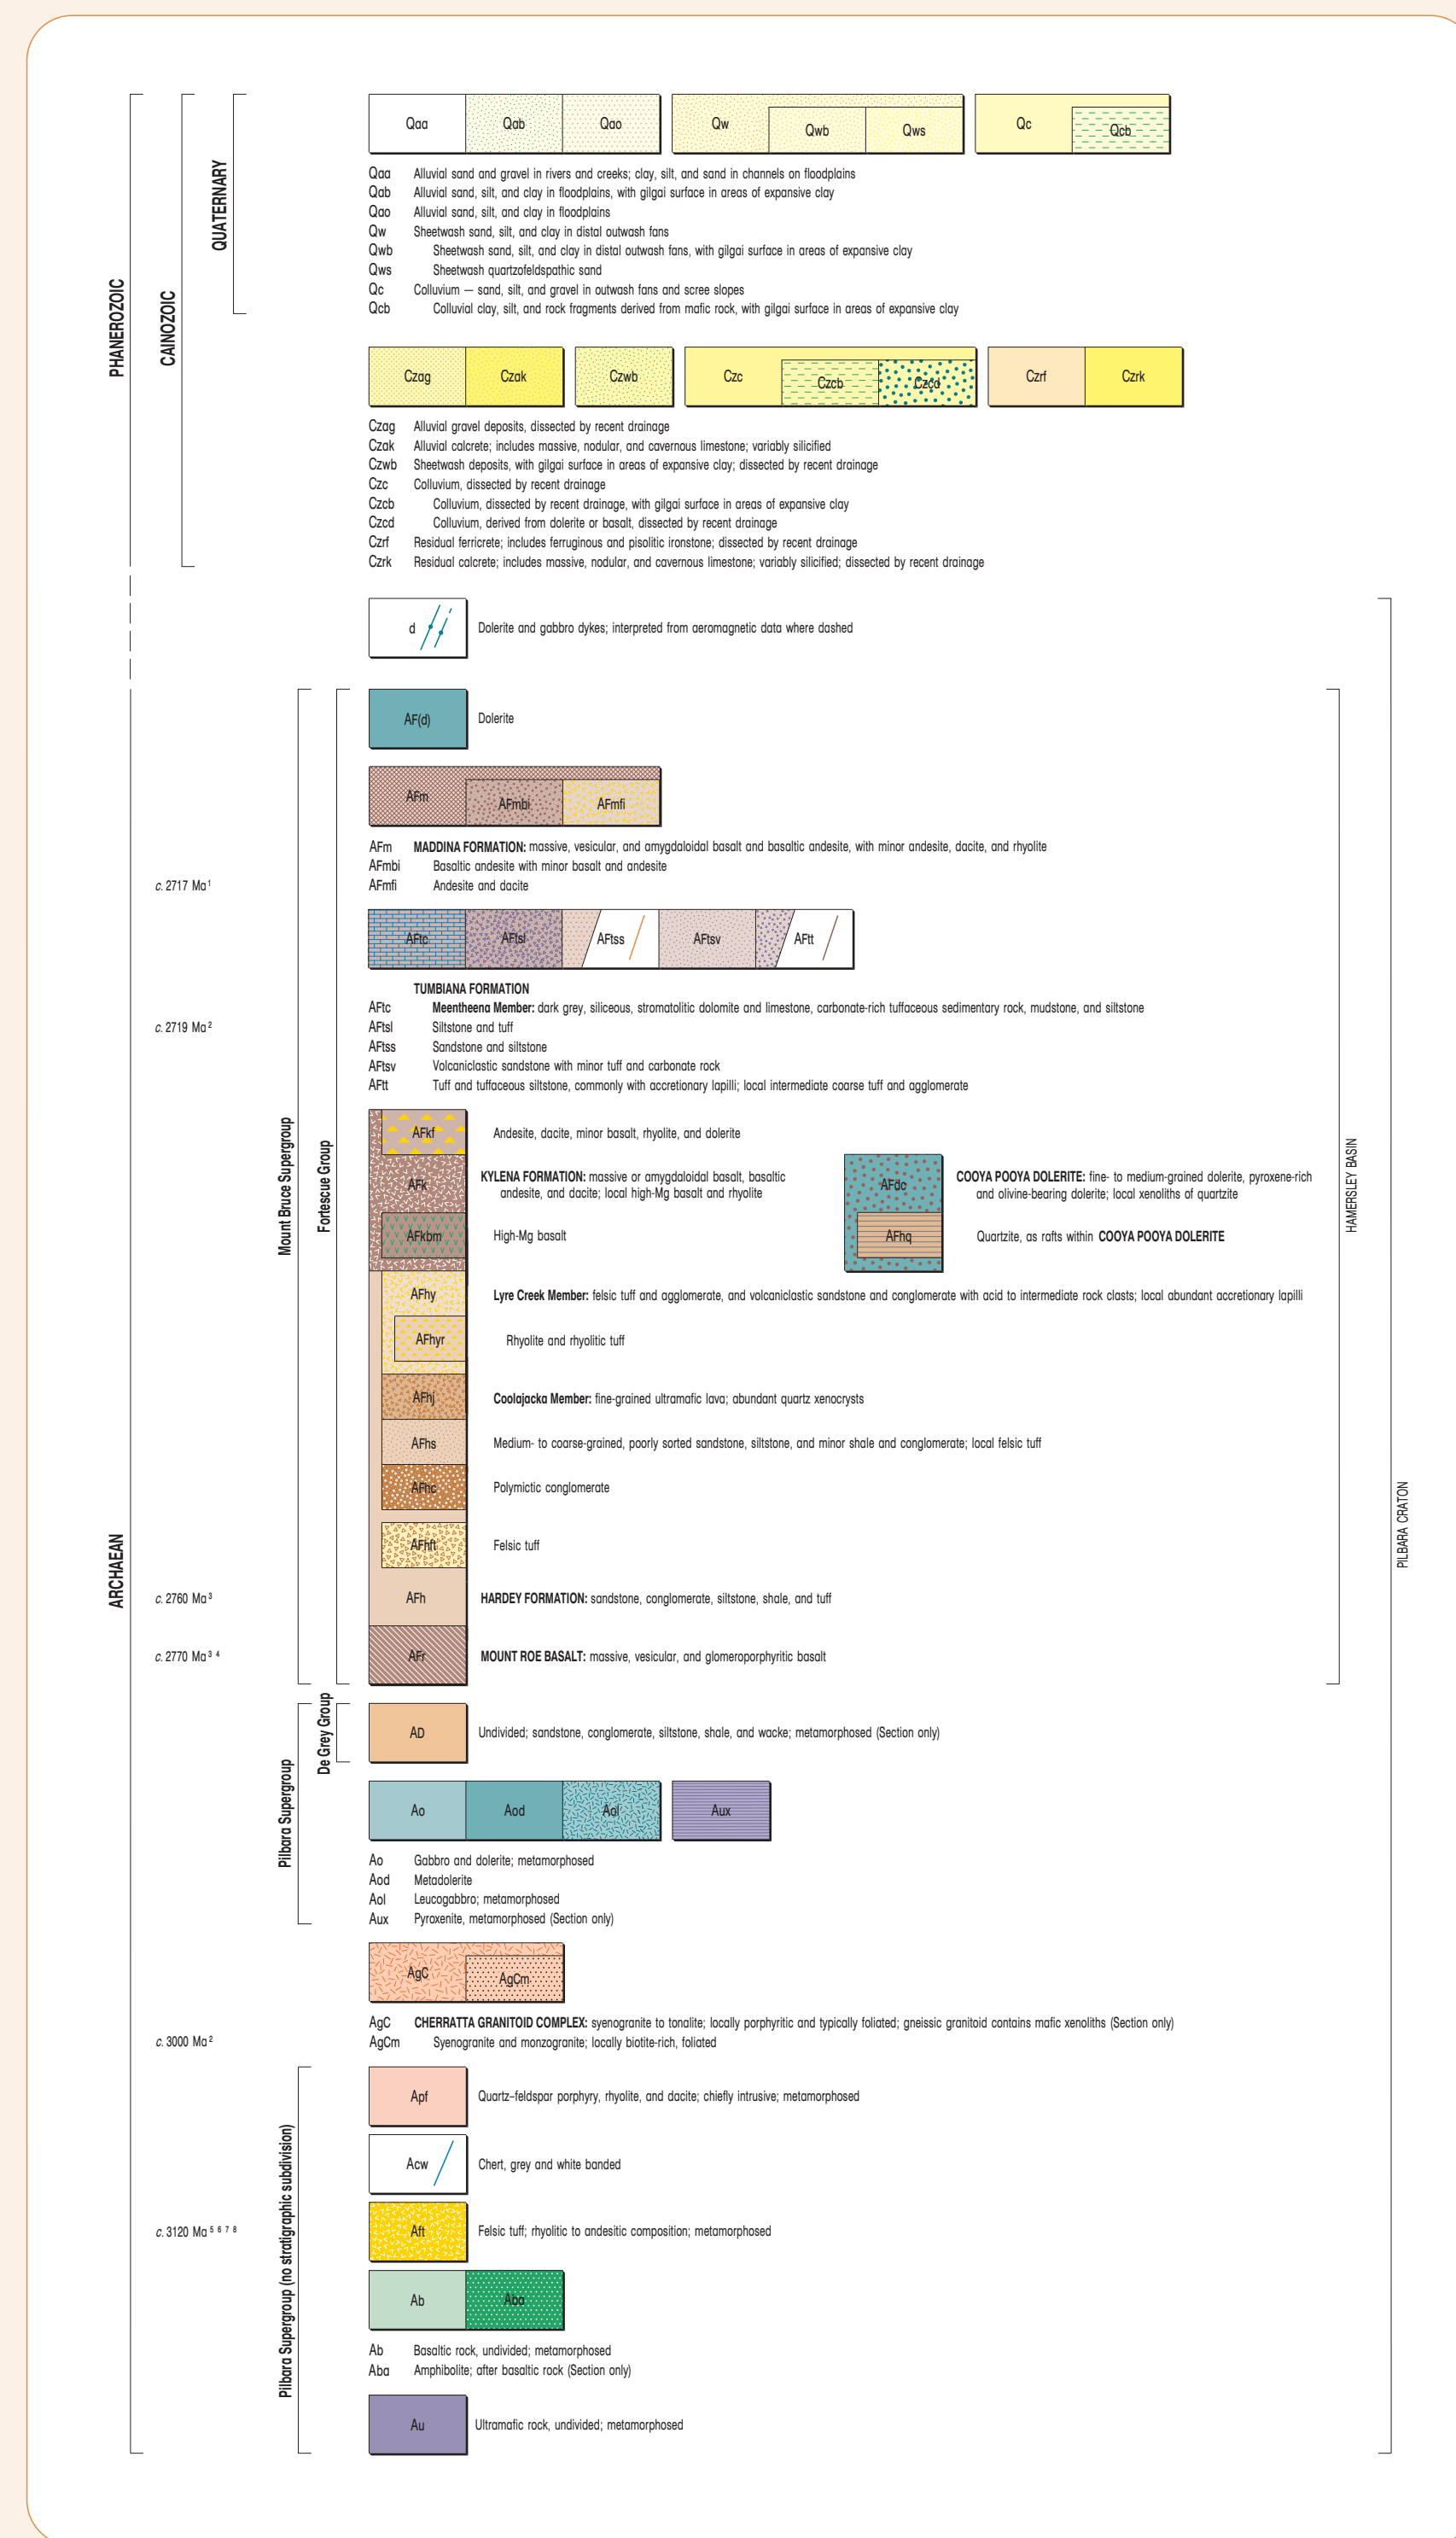 PHANEROZOIC
CAINOZOIC
QUATERNARY
Qaa Qab Qao Qw Qwb Qws Qc Qcb
Qaa Alluvial sand and gravel in rivers and creeks; clay, silt, and sand in channels on floodplains
Qab Alluvial sand, silt, and clay in floodplains, with gilgai surface in areas of expansive clay
Qao Alluvial sand, silt, and clay in floodplains
Qw Sheetwash sand, silt, and clay in distal outwash fans
Qwb Sheetwash sand, silt, and clay in distal outwash fans, with gilgai surface in areas of expansive clay
Qws Sheetwash quartzofeldspathic sand
Qc Colluvium — sand, silt, and gravel in outwash fans and scree slopes
Qcb Colluvial clay, silt, and rock fragments derived from mafic rock, with gilgai surface in areas of expansive clay
Czag Czak Czwb Czc Czcb Czcd Czrf Czrk
Czag Alluvial gravel deposits, dissected by recent drainage
Czak Alluvial calcrete; includes massive, nodular, and cavernous limestone; variably silicified
Czwb Sheetwash deposits, with gilgai surface in areas of expansive clay; dissected by recent drainage
Czc Colluvium, dissected by recent drainage
Czcb Colluvium, dissected by recent drainage, with gilgai surface in areas of expansive clay
Czcd Colluvium, derived from dolerite or basalt, dissected by recent drainage
Czrf Residual ferricrete; includes ferruginous and pisolitic ironstone; dissected by recent drainage
Czrk Residual calcrete; includes massive, nodular, and cavernous limestone; variably silicified; dissected by recent drainage
d Dolerite and gabbro dykes; interpreted from aeromagnetic data where dashed
ARCHAEAN
Mount Bruce Supergroup
Fortescue Group
HAMERSLEY BASIN
PILBARA CRATON
AF(d) Dolerite
AFm AFmbi AFmfi
AFm MADDINA FORMATION: massive, vesicular, and amygdaloidal basalt and basaltic andesite, with minor andesite, dacite, and rhyolite
AFmbi Basaltic andesite with minor basalt and andesite
c. 2717 Ma 1 AFmfi Andesite and dacite
AFtc AFtsl AFtss AFtsv AFtt
TUMBIANA FORMATION
AFtc Meentheena Member: dark grey, siliceous, stromatolitic dolomite and limestone, carbonate-rich tuffaceous sedimentary rock, mudstone, and siltstone
c. 2719 Ma 2 AFtsl Siltstone and tuff
AFtss Sandstone and siltstone
AFtsv Volcaniclastic sandstone with minor tuff and carbonate rock
AFtt Tuff and tuffaceous siltstone, commonly with accretionary lapilli; local intermediate coarse tuff and agglomerate
AFkf Andesite, dacite, minor basalt, rhyolite, and dolerite
AFk KYLENA FORMATION: massive or amygdaloidal basalt, basaltic
andesite, and dacite; local high-Mg basalt and rhyolite
AFdc COOYA POOYA DOLERITE: fine- to medium-grained dolerite, pyroxene-rich
and olivine-bearing dolerite; local xenoliths of quartzite
AFkbm High-Mg basalt
AFhq Quartzite, as rafts within COOYA POOYA DOLERITE
AFhy Lyre Creek Member: felsic tuff and agglomerate, and volcaniclastic sandstone and conglomerate with acid to intermediate rock clasts; local abundant accretionary lapilli
AFhyr Rhyolite and rhyolitic tuff
AFhj Coolajacka Member: fine-grained ultramafic lava; abundant quartz xenocrysts
AFhs Medium- to coarse-grained, poorly sorted sandstone, siltstone, and minor shale and conglomerate; local felsic tuff
AFhc Polymictic conglomerate
AFhft Felsic tuff
c. 2760 Ma 3 AFh HARDEY FORMATION: sandstone, conglomerate, siltstone, shale, and tuff
c. 2770 Ma 3 4 AFr MOUNT ROE BASALT: massive, vesicular, and glomeroporphyritic basalt
Pilbara Supergroup
De Grey Group
AD Undivided; sandstone, conglomerate, siltstone, shale, and wacke; metamorphosed (Section only)
Ao Aod Aol Aux
Ao Gabbro and dolerite; metamorphosed
Aod Metadolerite
Aol Leucogabbro; metamorphosed
Aux Pyroxenite, metamorphosed (Section only)
AgC AgCm
AgC CHERRATTA GRANITOID COMPLEX: syenogranite to tonalite; locally porphyritic and typically foliated; gneissic granitoid contains mafic xenoliths (Section only)
c. 3000 Ma 2 AgCm Syenogranite and monzogranite; locally biotite-rich, foliated
Pilbara Supergroup (no stratigraphic subdivision)
Apf Quartz–feldspar porphyry, rhyolite, and dacite; chiefly intrusive; metamorphosed
Acw Chert, grey and white banded
c. 3120 Ma 5 6 7 8 Aft Felsic tuff; rhyolitic to andesitic composition; metamorphosed
Ab Aba
Ab Basaltic rock, undivided; metamorphosed
Aba Amphibolite; after basaltic rock (Section only)
Au Ultramafic rock, undivided; metamorphosed